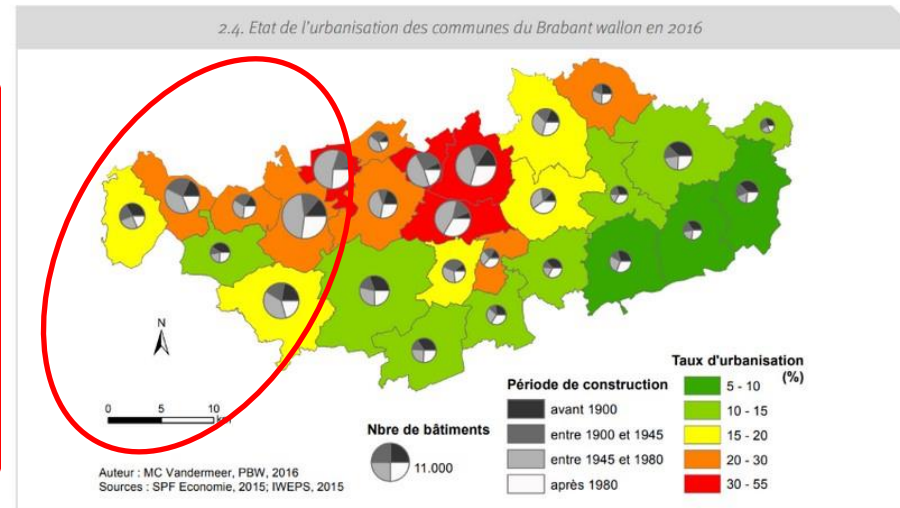 2.4. Etat de l'urbanisation des communes du Brabant wallon en 2016
N
0 5 10
km
Auteur : MC Vandermeer, PBW, 2016
Sources : SPF Economie, 2015; IWEPS, 2015
Nbre de bâtiments
11.000
Période de construction
avant 1900
entre 1900 et 1945
entre 1945 et 1980
après 1980
Taux d'urbanisation
(%)
5 - 10
10 - 15
15 - 20
20 - 30
30 - 55